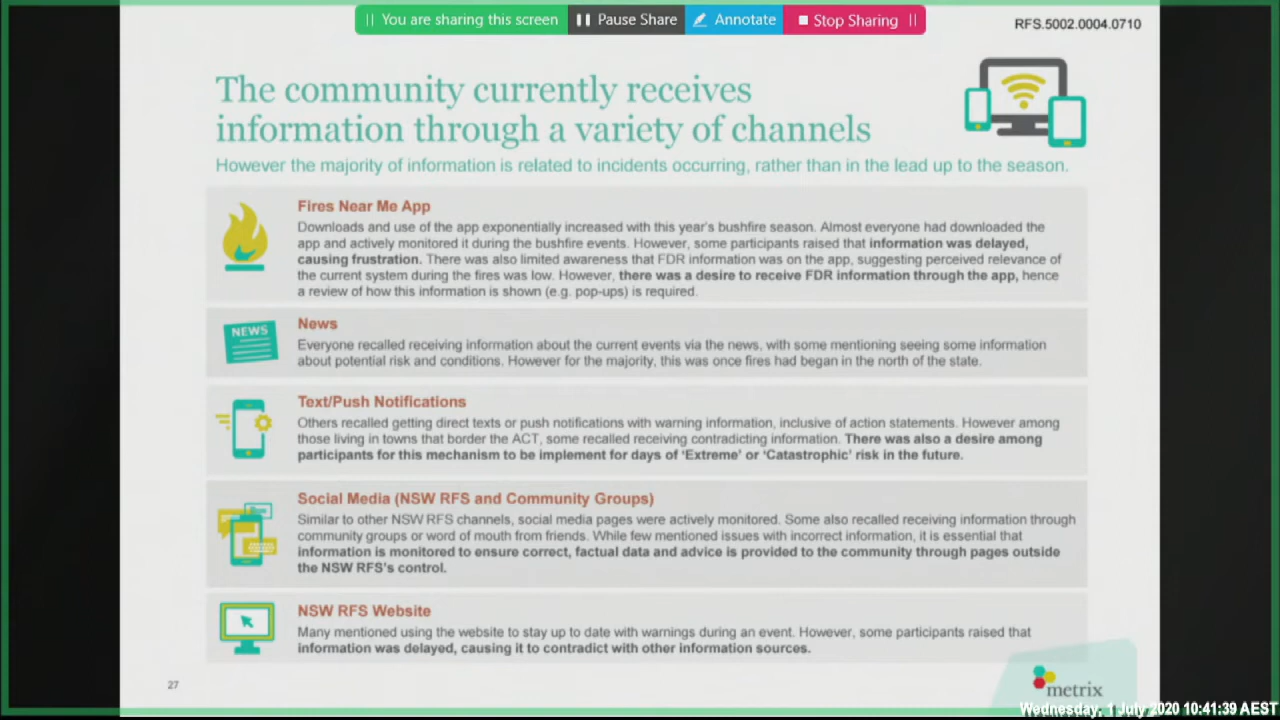 You are sharing this screen
Pause Share
Annotate
Stop Sharing
RFS.5002.0004.0710
The community currently receives
information through a variety of channels
However the majority of information is related to incidents occurring, rather than in the lead up to the season.
Fires Near Me App
Downloads and use of the app exponentially increased with this year's bushfire season. Almost everyone had downloaded the
app and actively monitored it during the bushfire events. However, some participants raised that information was delayed,
causing frustration. There was also limited awareness that FDR information was on the app, suggesting perceived relevance of
the current system during the fires was low. However, there was a desire to receive FDR information through the app, hence
a review of how this information is shown (e.g. pop-ups) is required.
NEWS
News
Everyone recalled receiving information about the current events via the news, with some mentioning seeing some information
about potential risk and conditions. However for the majority, this was once fires had began in the north of the state.
Text/Push Notifications
Others recalled getting direct texts or push notifications with warning information, inclusive of action statements. However among
those living in towns that border the ACT, some recalled receiving contradicting information. There was also a desire among
participants for this mechanism to be implement for days of 'Extreme' or 'Catastrophic' risk in the future.
Social Media (NSW RFS and Community Groups)
Similar to other NSW RFS channels, social media pages were actively monitored. Some also recalled receiving information through
community groups or word of mouth from friends. While few mentioned issues with incorrect information, it is essential that
information is monitored to ensure correct, factual data and advice is provided to the community through pages outside
the NSW RFS's control.
NSW RFS Website
Many mentioned using the website to stay up to date with warnings during an event. However, some participants raised that
information was delayed, causing it to contradict with other information sources.
27
metrix
Wednesday, 1 July 2020 10:41:39 AEST